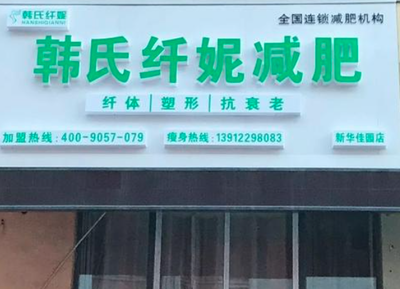 韩氏纤妮
HANSHIQIANNI
全国连锁减肥机构
韩氏纤妮减肥
纤体|塑形|抗衰老
加盟热线:400-9057-079
瘦身热线:13912298083
新华佳园店